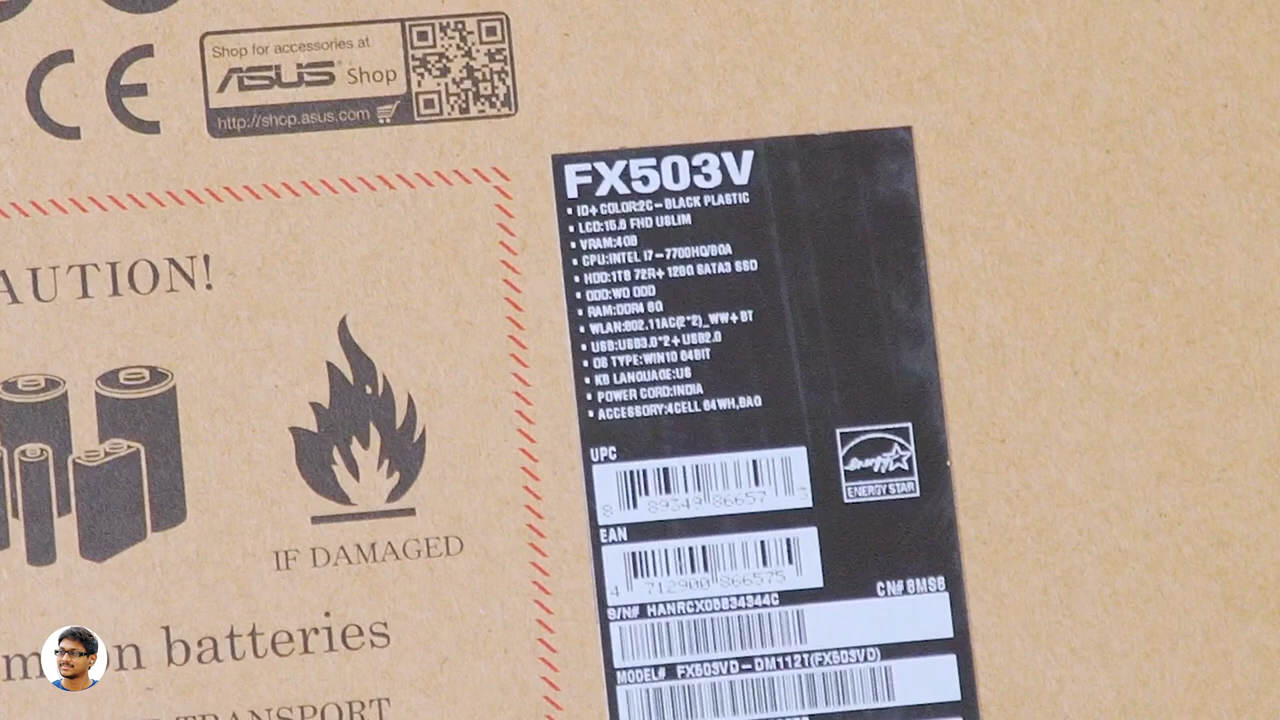 CE
Shop for accessories at
ASUS Shop
http://shop.asus.com
AUTION!
IF DAMAGED
batteries
TRANSPORT
FX503V
ID+COLOR:2C-BLACK PLASTIC
LCD:15.6 FHD USLIM
VRAM:4GB
CPU:INTEL I7-7700HQ/BGA
HDD:1TB 72R+ 128G SATA3 SSD
ODD:WO ODD
RAM:DDR4 8G
WLAN:802.11AC(2*2)_WW+BT
USB:USB3.0*2+USB2.0
OS TYPE:WIN10 64BIT
KB LANGUAGE:US
POWER CORD:INDIA
ACCESSORY:4CELL 64WH,BAG
UPC
8 89349 86657
energy
ENERGY STAR
EAN
4 712900 866575
CN# 8MS6
S/N#
MODEL# FX503VD-DM112T(FX503VD)